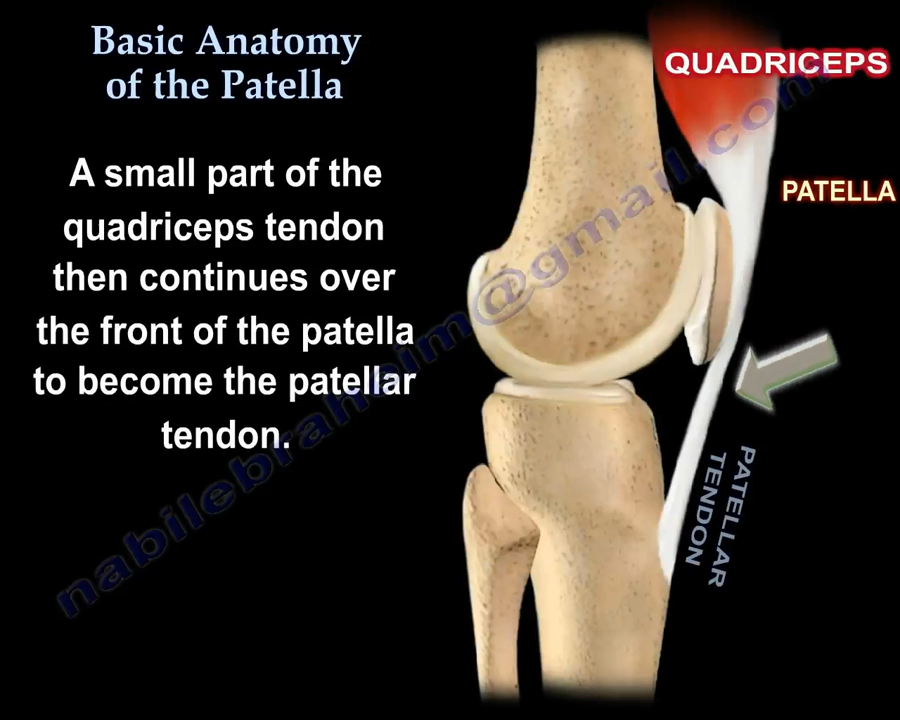 Basic Anatomy
of the Patella
A small part of the
quadriceps tendon
then continues over
the front of the patella
to become the patellar
tendon.
QUADRICEPS
PATELLA
PATELLAR
TENDON
nabilebraheim@gmail.com